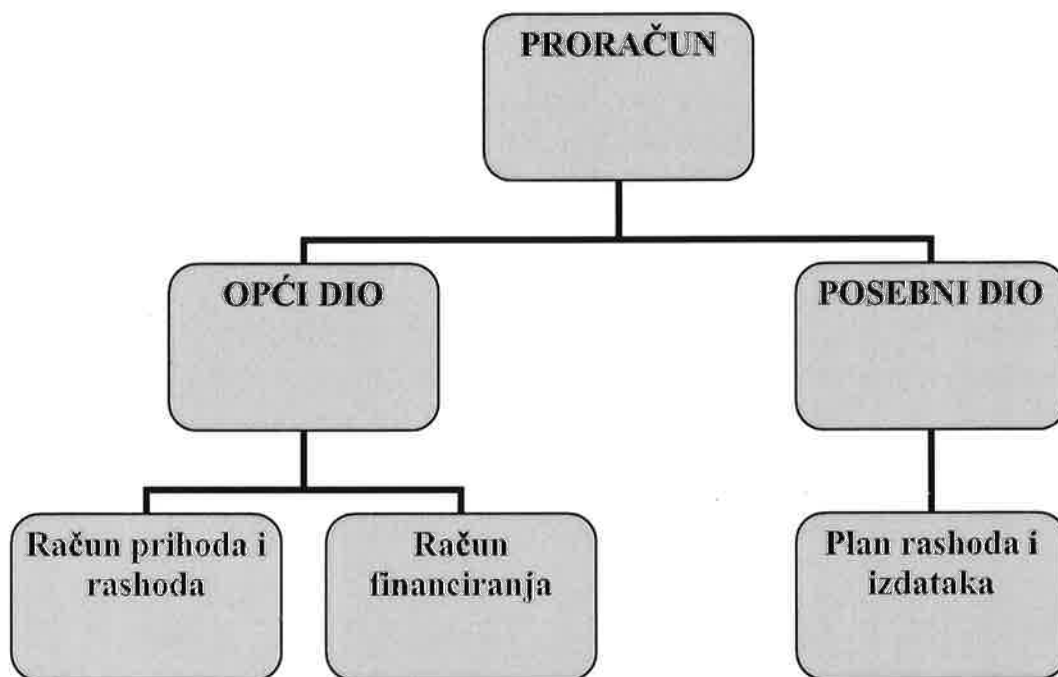 PRORAČUN
OPĆI DIO
POSEBNI DIO
Račun prihoda i
rashoda
Račun
financiranja
Plan rashoda i
izdataka